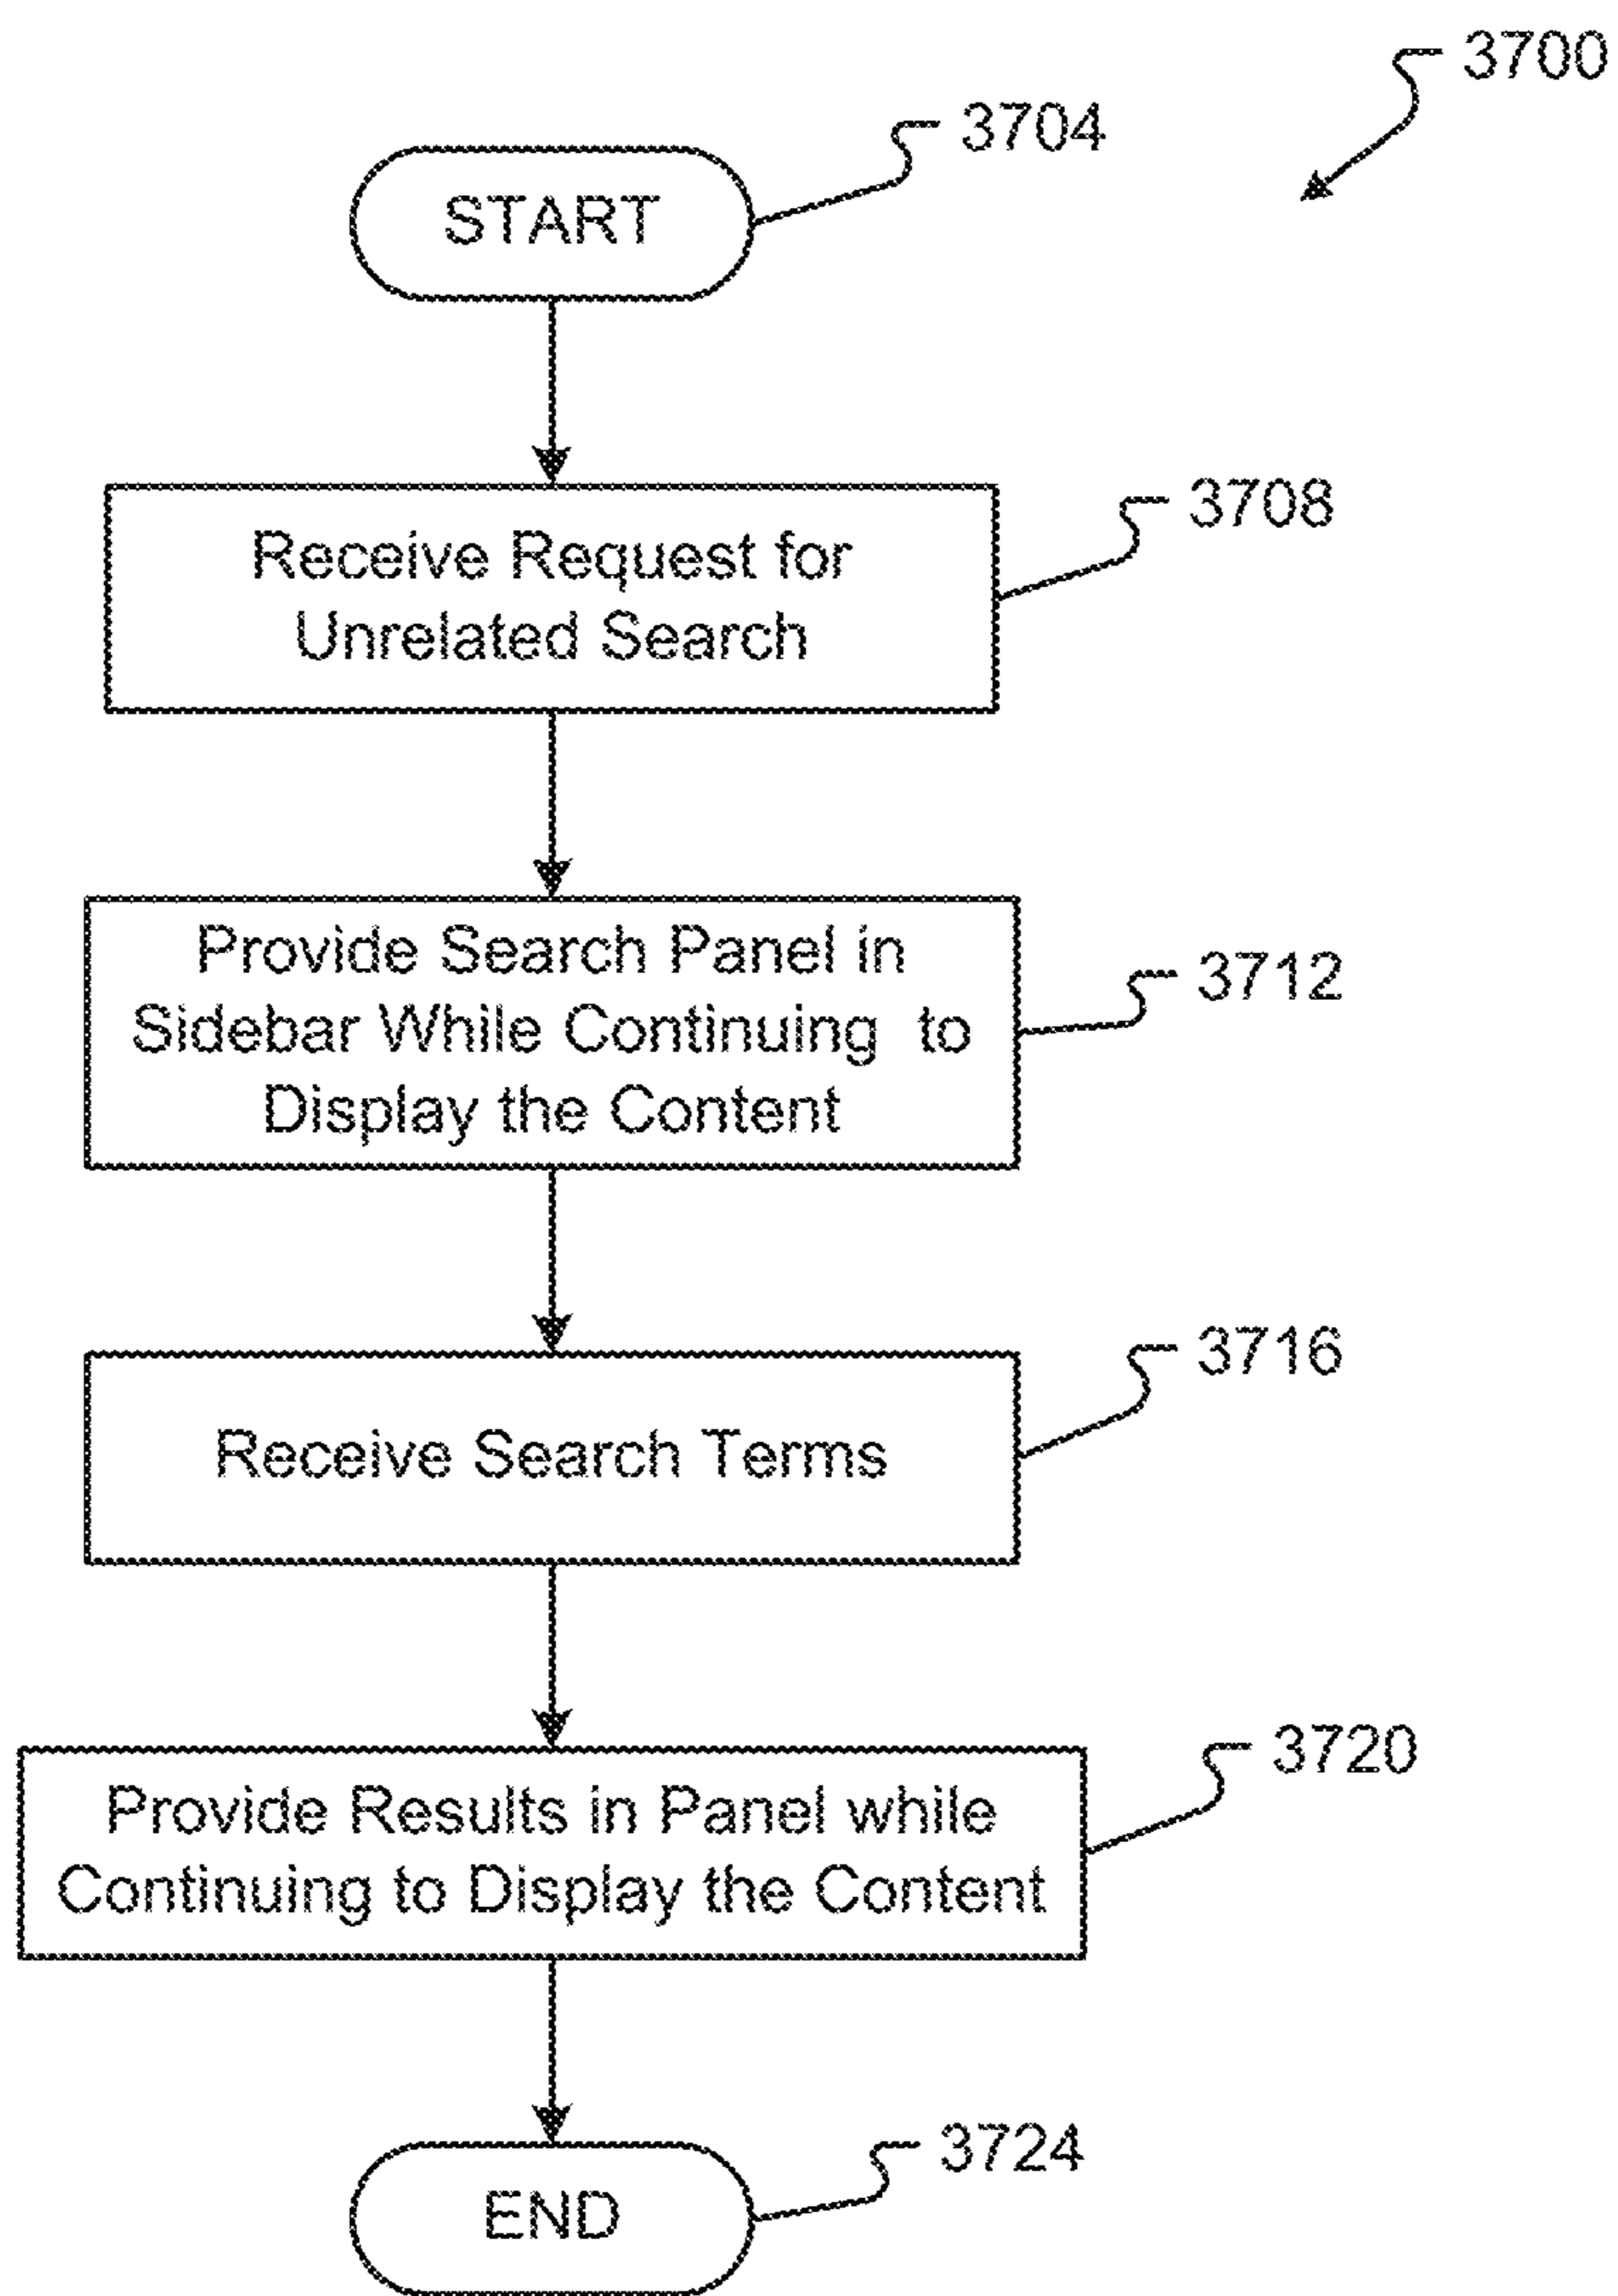 3700
3704
START
3708
Receive Request for
Unrelated Search
3712
Provide Search Panel in
Sidebar While Continuing to
Display the Content
3716
Receive Search Terms
3720
Provide Results in Panel while
Continuing to Display the Content
3724
END